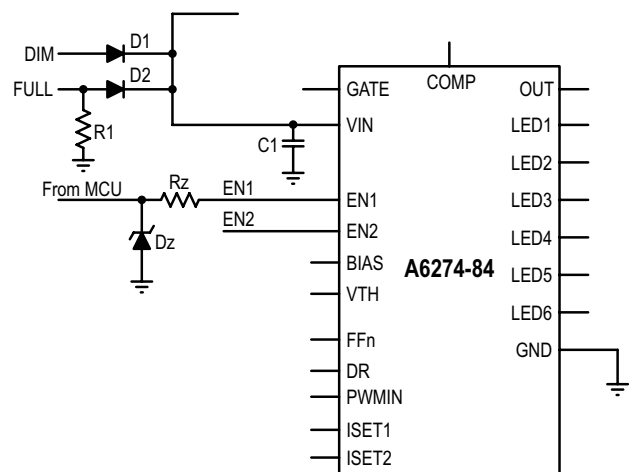 DIM
D1
FULL
D2
R1
C1
From MCU
Rz
EN1
EN2
Dz
COMP
GATE
VIN
EN1
EN2
BIAS
VTH
FFn
DR
PWMIN
ISET1
ISET2
A6274-84
OUT
LED1
LED2
LED3
LED4
LED5
LED6
GND